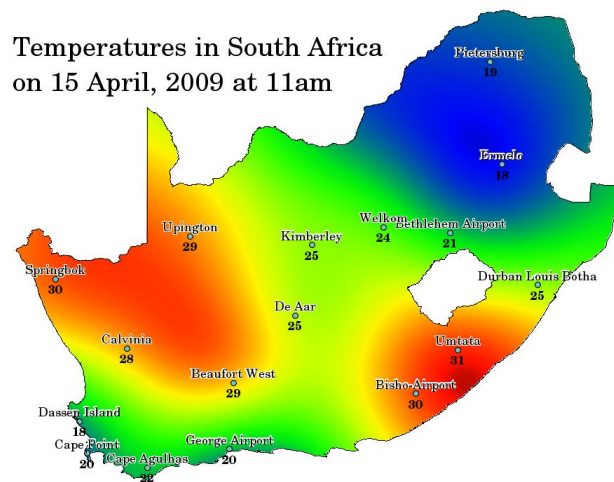 Temperatures in South Africa
on 15 April, 2009 at 11am
Pietersburg
19
Ermelo
18
Upington
29
Kimberley
25
Welkom
24
Bethlehem Airport
21
Springbok
30
Durban Louis Botha
25
De Aar
25
Calvinia
28
Umtata
31
Beaufort West
29
Bisho-Airport
30
Dassen Island
18
Cape Point
20
George Airport
20
Cape Agulhas
22